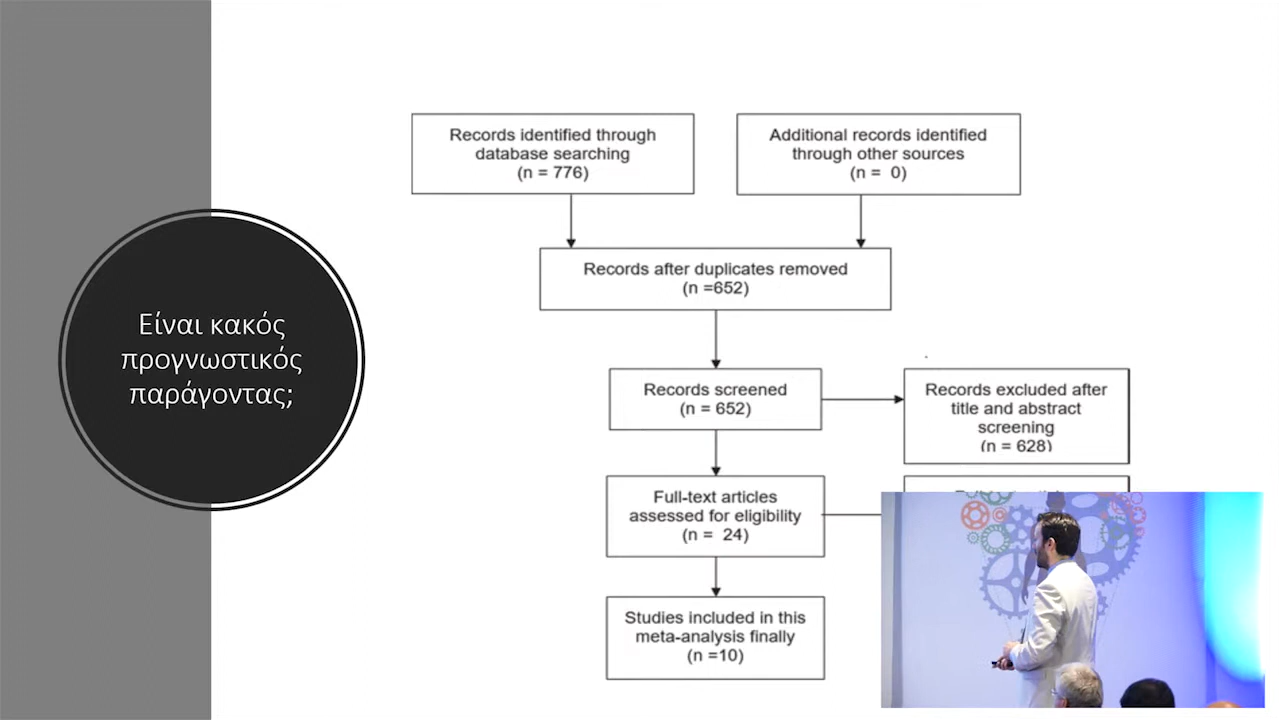 Είναι κακός
προγνωστικός
παράγοντας;
Records identified through
database searching
(n = 776)
Additional records identified
through other sources
(n = 0)
Records after duplicates removed
(n =652)
Records screened
(n = 652)
Records excluded after
title and abstract
screening
(n = 628)
Full-text articles
assessed for eligibility
(n = 24)
Studies included in this
meta-analysis finally
(n =10)